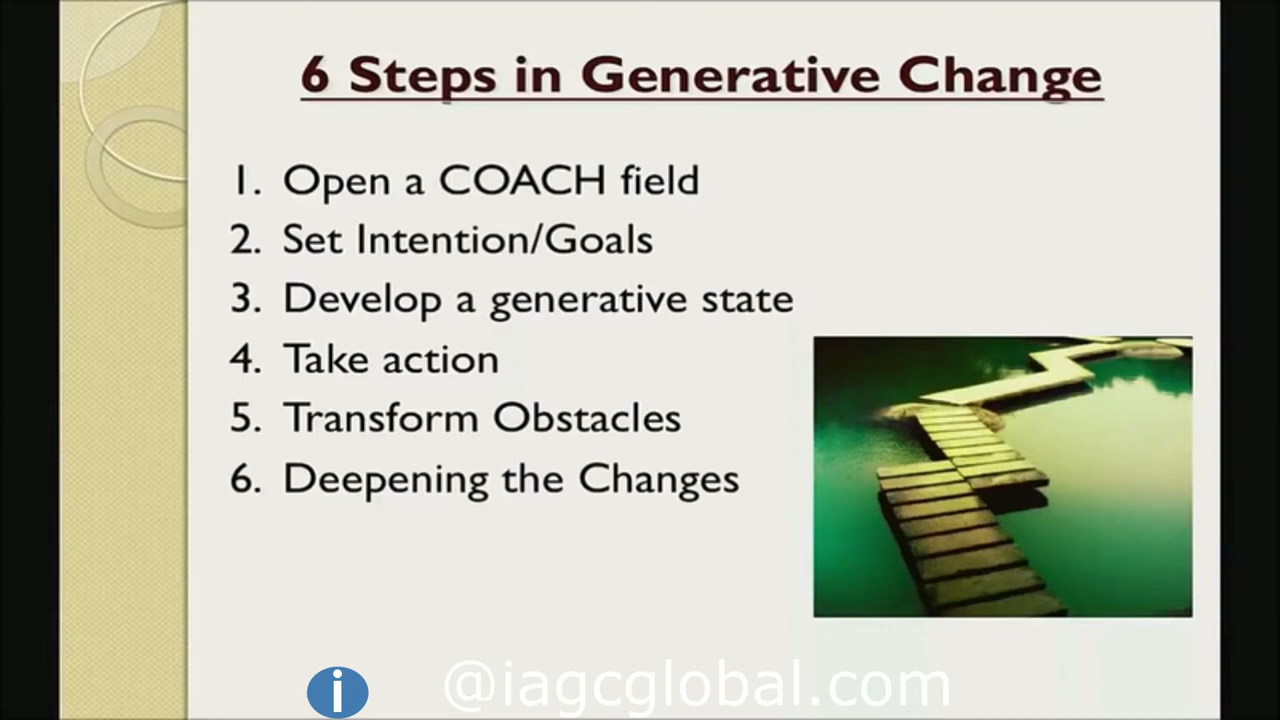 6 Steps in Generative Change
1. Open a COACH field
2. Set Intention/Goals
3. Develop a generative state
4. Take action
5. Transform Obstacles
6. Deepening the Changes
i @iagcglobal.com